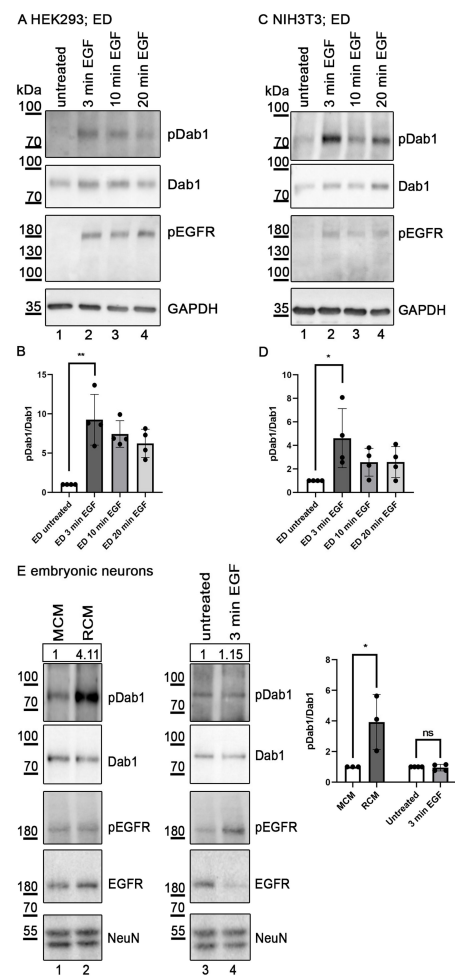 A HEK293; ED
kDa
untreated
3 min EGF
10 min EGF
20 min EGF
100
70
pDab1
100
70
Dab1
180
130
100
pEGFR
35
GAPDH
1 2 3 4
C NIH3T3; ED
kDa
untreated
3 min EGF
10 min EGF
20 min EGF
100
70
pDab1
100
70
Dab1
180
130
100
pEGFR
35
GAPDH
1 2 3 4
B
**
pDab1/Dab1
15
10
5
0
ED untreated
ED 3 min EGF
ED 10 min EGF
ED 20 min EGF
D
*
pDab1/Dab1
10
8
6
4
2
0
ED untreated
ED 3 min EGF
ED 10 min EGF
ED 20 min EGF
E embryonic neurons
MCM
RCM
1 4.11
100
70
pDab1
100
70
Dab1
180
pEGFR
180
EGFR
70
55
NeuN
1 2
untreated
3 min EGF
1 1.15
100
70
pDab1
100
70
Dab1
180
pEGFR
180
EGFR
70
55
NeuN
3 4
*
ns
pDab1/Dab1
8
6
4
2
0
MCM
RCM
Untreated
3 min EGF